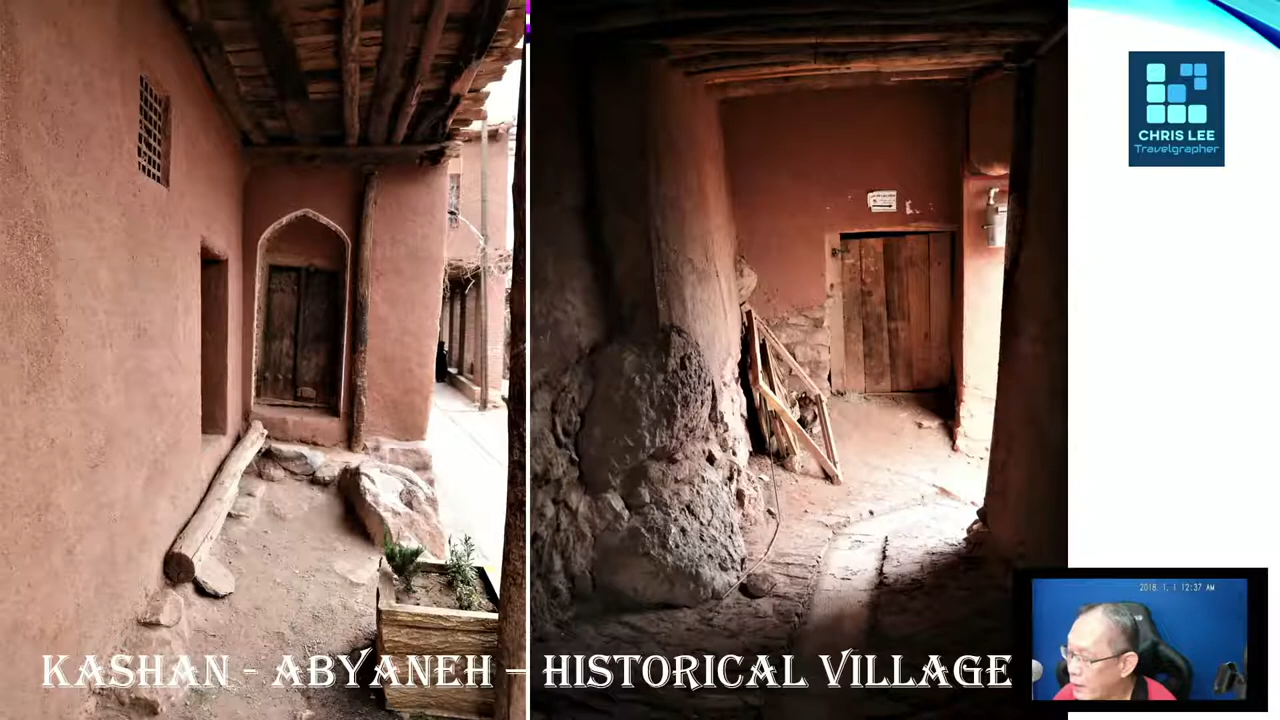 CHRIS LEE
Travelgrapher
2018. 1. 1 12:37 AM
KASHAN - ABYANEH – HISTORICAL VILLAGE